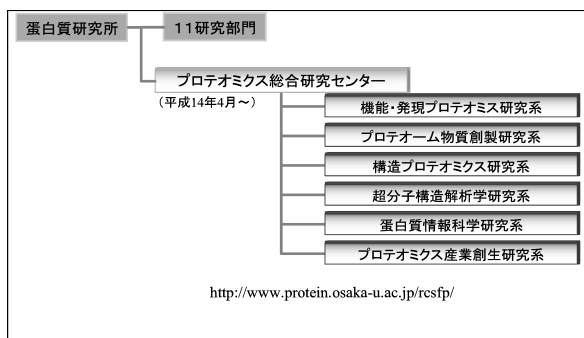 蛋白質研究所
11研究部門
プロテオミクス総合研究センター
(平成14年4月~)
機能・発現プロテオミス研究系
プロテオーム物質創製研究系
構造プロテオミクス研究系
超分子構造解析学研究系
蛋白質情報科学研究系
プロテオミクス産業創生研究系
http://www.protein.osaka-u.ac.jp/rcsfp/